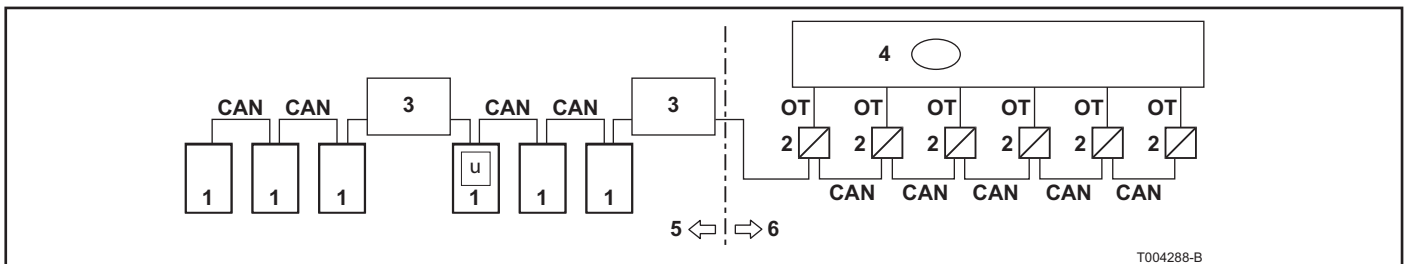 4
3
3
CAN CAN
CAN CAN
OT OT OT OT OT OT
2 2 2 2 2 2
u
1 1 1 1 1 1
CAN CAN CAN CAN CAN
5 6
T004288-B